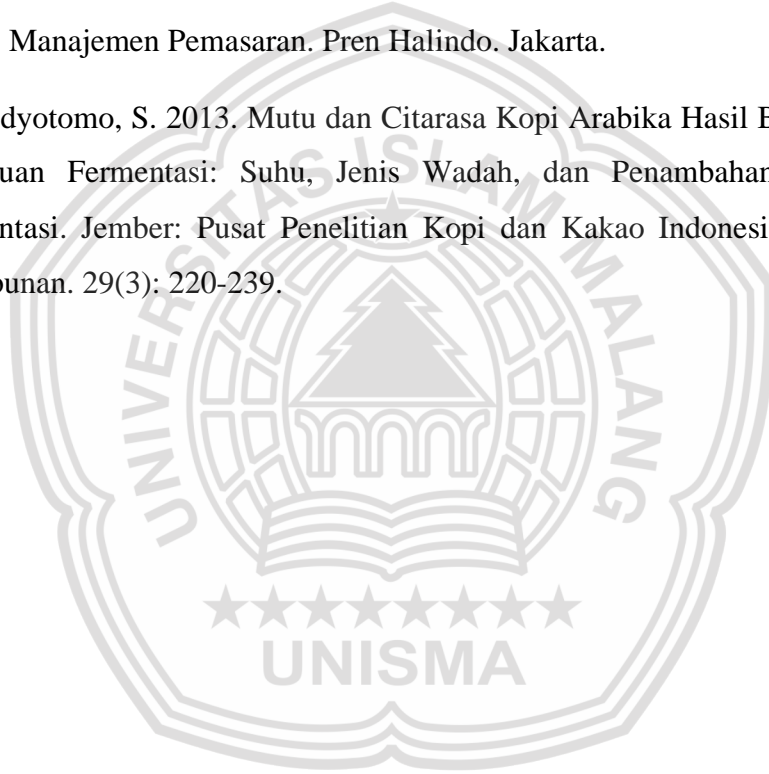 Manajemen Pemasaran. Pren Halindo. Jakarta.
dyotomo, S. 2013. Mutu dan Citarasa Kopi Arabika Hasil
uan Fermentasi: Suhu, Jenis Wadah, dan Penambahan
ntasi. Jember: Pusat Penelitian Kopi dan Kakao Indonesi
bunan. 29(3): 220-239.
UNIVERSITAS ISLAM MALANG
UNISMA